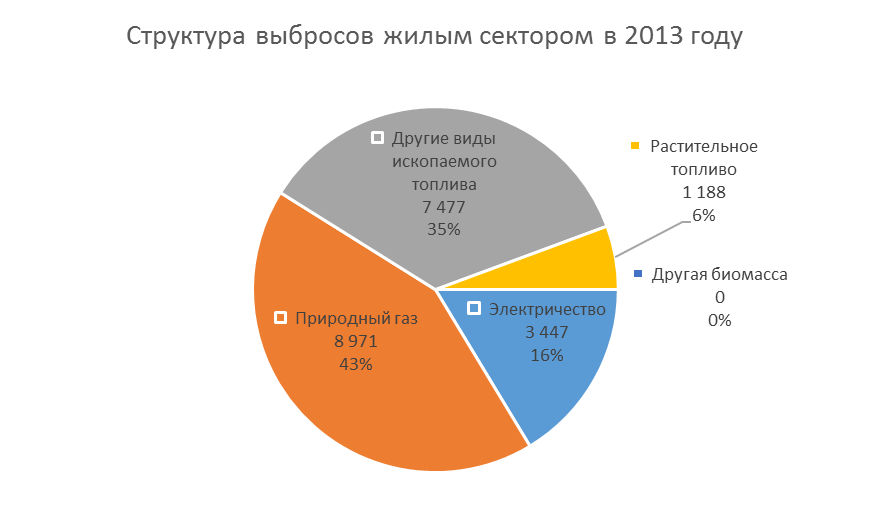 Структура выбросов жилым сектором в 2013 году
Другие виды
ископаемого
топлива
7 477
35%
Растительное
топливо
1 188
6%
Другая биомасса
0
0%
Электричество
3 447
16%
Природный газ
8 971
43%